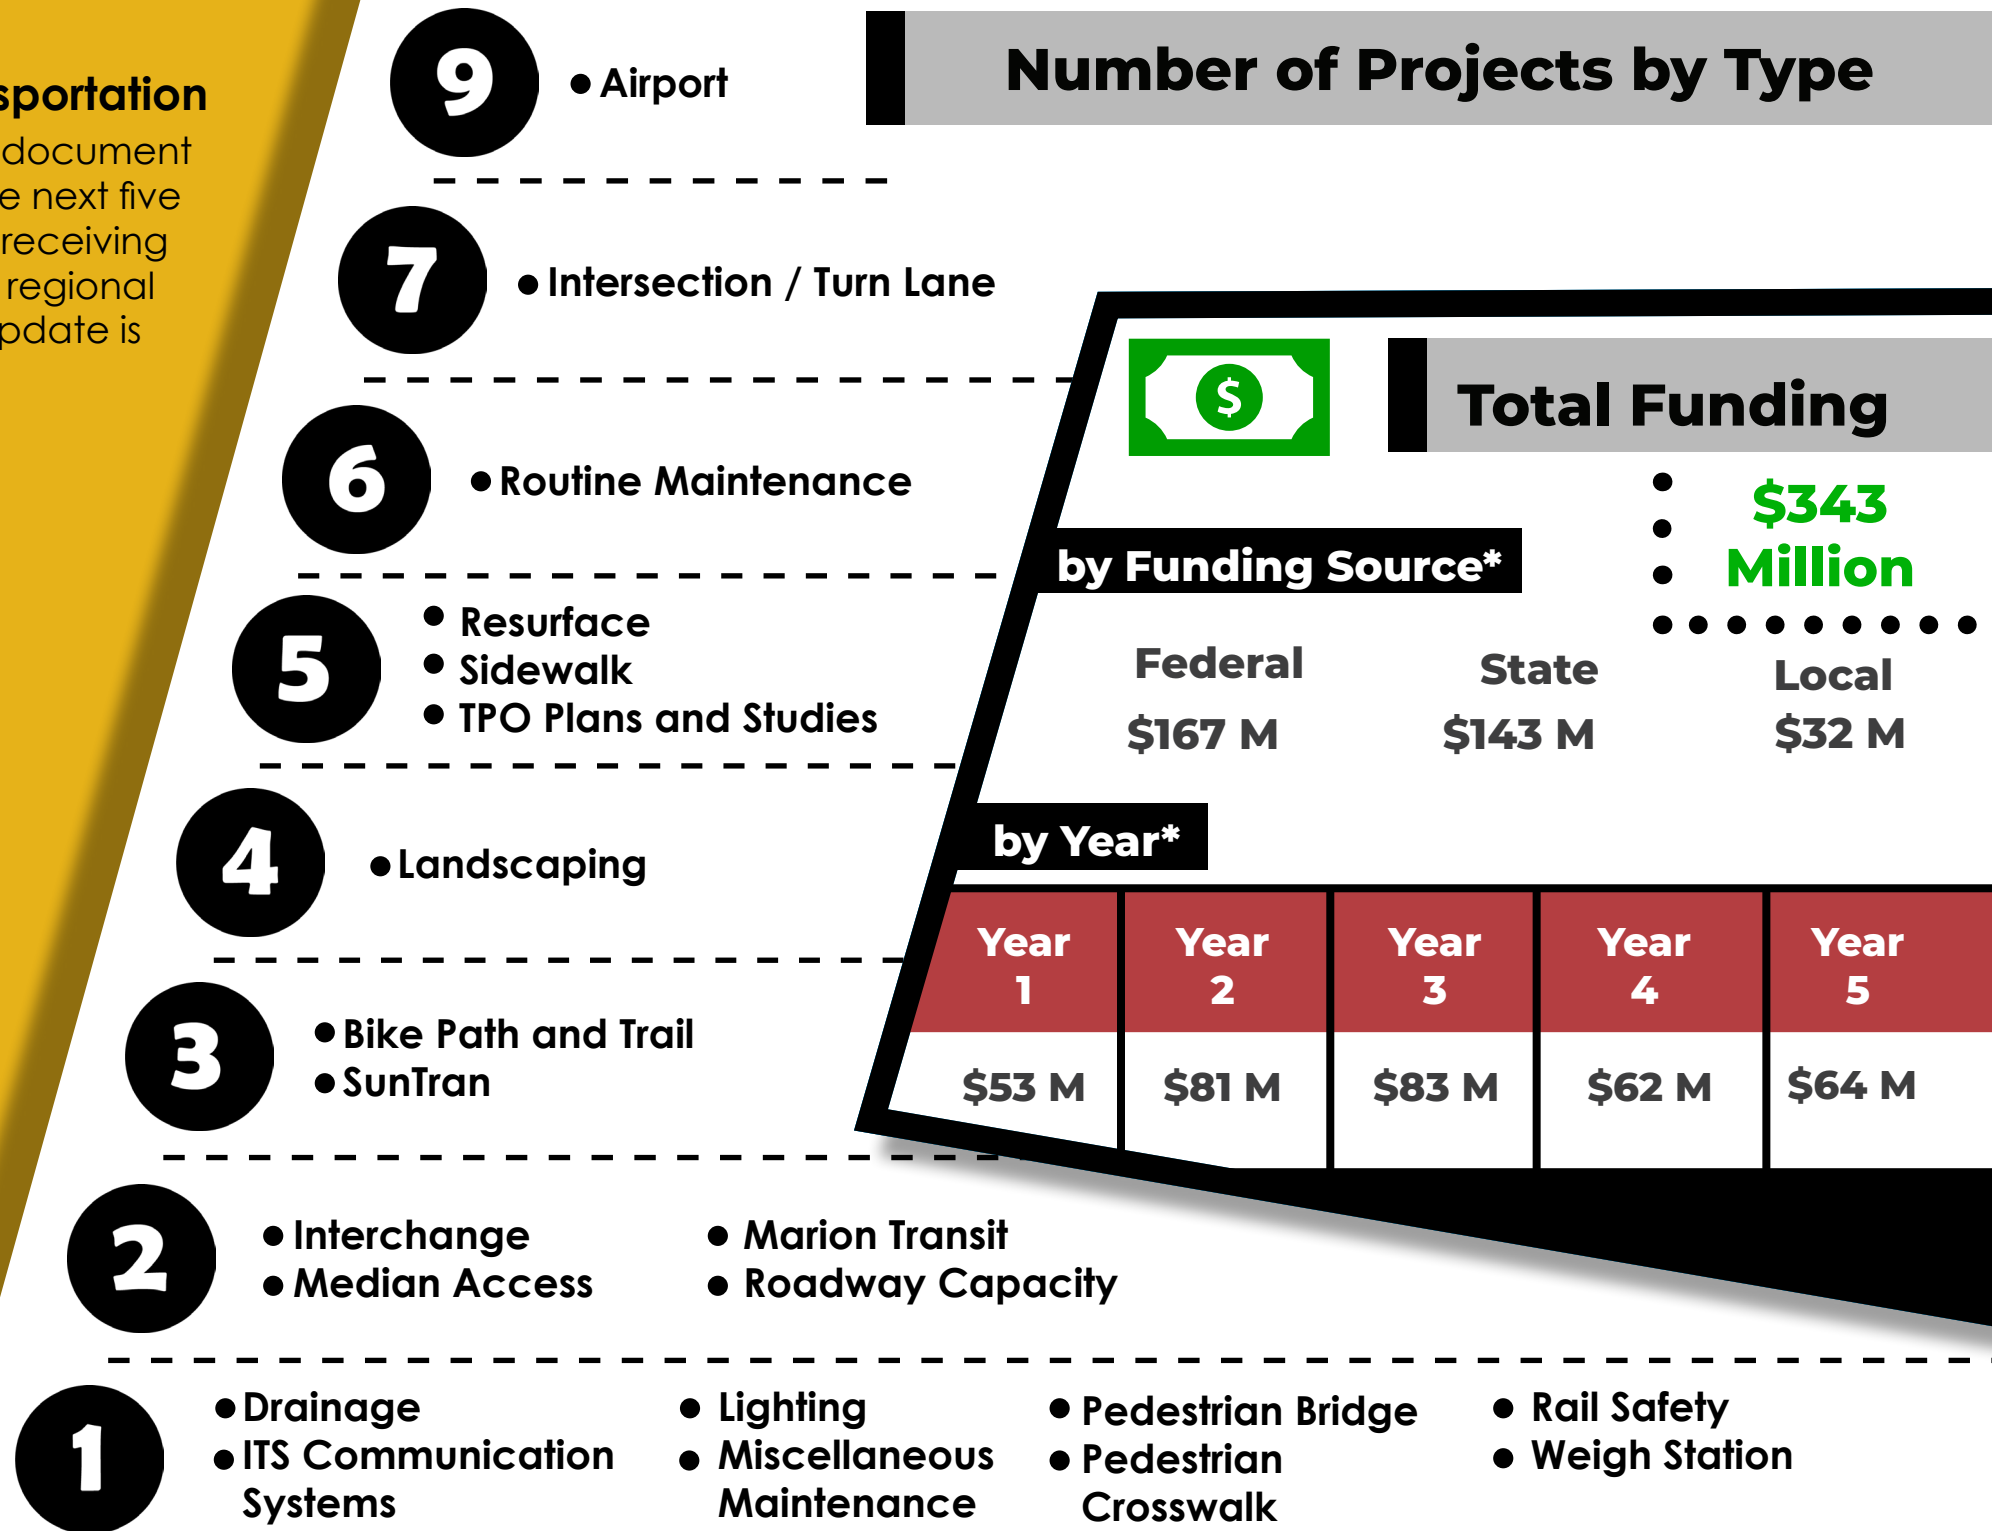 sportation
document
e next five
receiving
regional
pdate is
Number of Projects by Type
9
• Airport
7
• Intersection / Turn Lane
6
• Routine Maintenance
5
• Resurface
• Sidewalk
• TPO Plans and Studies
4
• Landscaping
3
• Bike Path and Trail
• SunTran
2
• Interchange
• Median Access
• Marion Transit
• Roadway Capacity
1
• Drainage
• ITS Communication
Systems
• Lighting
• Miscellaneous
Maintenance
• Pedestrian Bridge
• Pedestrian
Crosswalk
• Rail Safety
• Weigh Station
$
Total Funding
$343
Million
by Funding Source*
Federal State Local
$167 M $143 M $32 M
by Year*
Year Year Year Year Year
1 2 3 4 5
$53 M $81 M $83 M $62 M $64 M